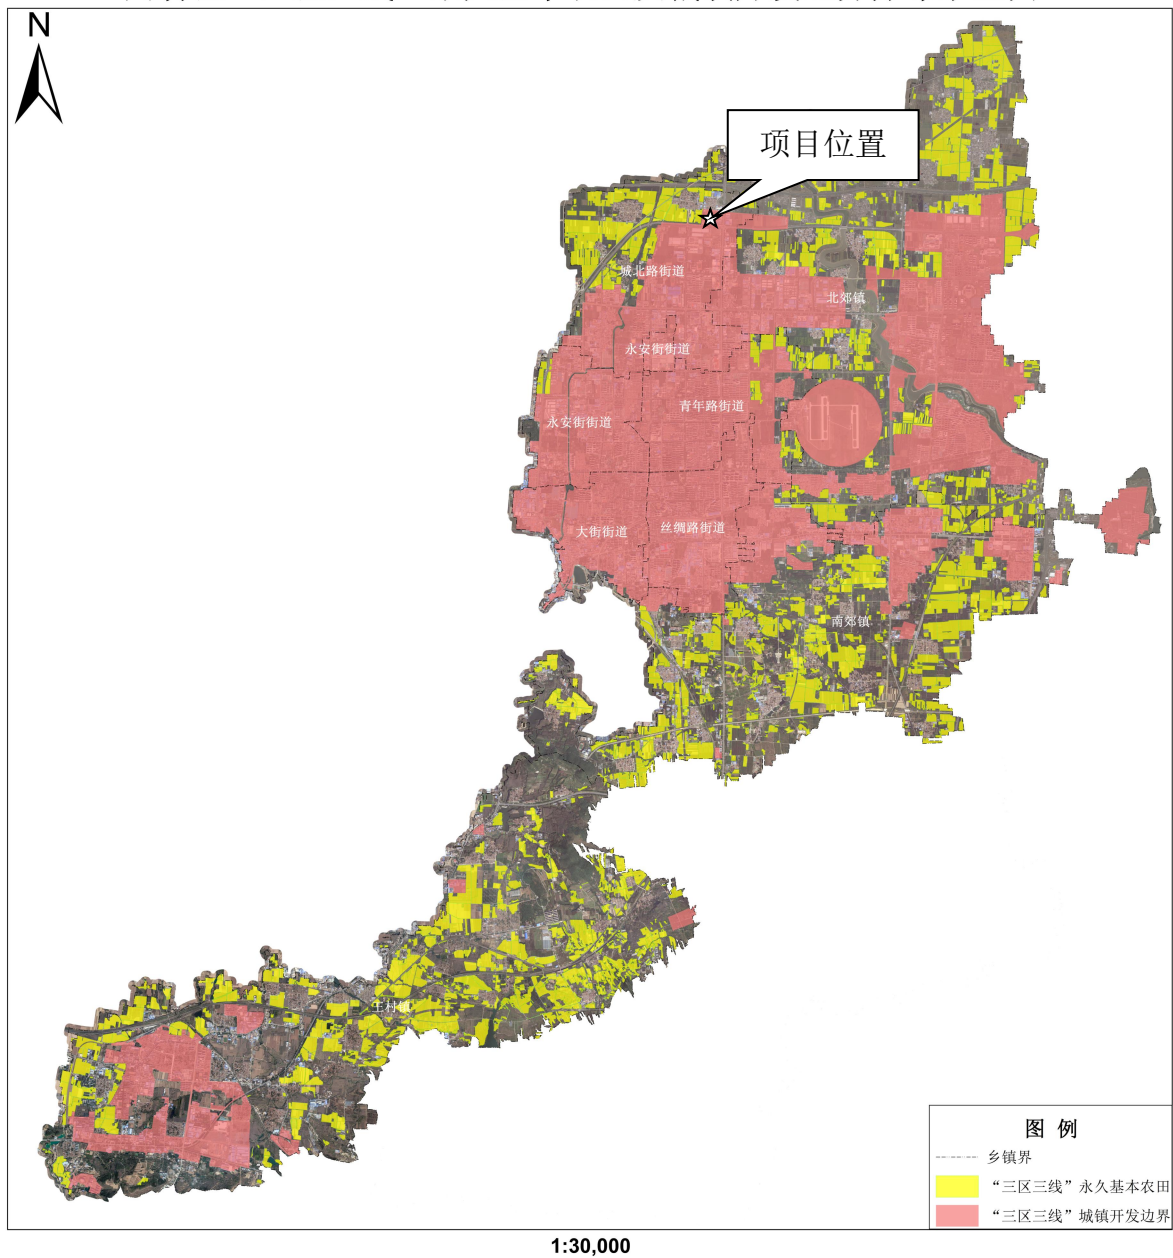 N
项目位置
城北路街道
北郊镇
永安街街道
青年路街道
永安街街道
大街街道
丝绸路街道
南郊镇
王村镇
图 例
乡镇界
“三区三线”永久基本农田
“三区三线”城镇开发边界
1:30,000